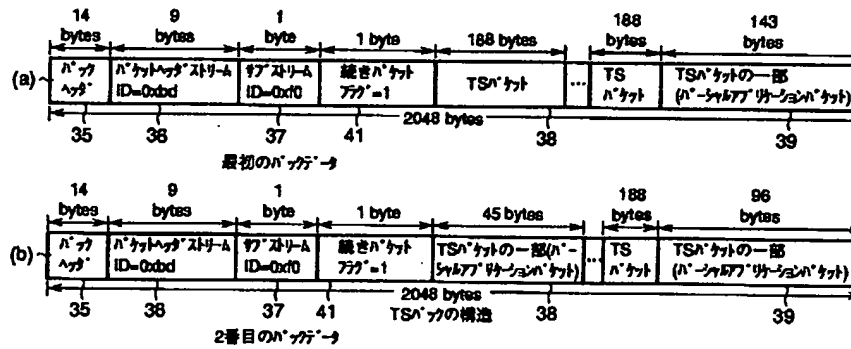 14 bytes
9 bytes
1 byte
1 byte
188 bytes
188 bytes
143 bytes
(a)
パックヘッダ
パケットヘッダストリームID=0xbd
サブストリームID=0xf0
続きパケットフラグ=1
TSパケット
...
TSパケット
TSパケットの一部(パーシャルアプリケーションパケット)
2048 bytes
35
36
37
41
38
39
最初のパックデータ
14 bytes
9 bytes
1 byte
1 byte
45 bytes
188 bytes
96 bytes
(b)
パックヘッダ
パケットヘッダストリームID=0xbd
サブストリームID=0xf0
続きパケットフラグ=1
TSパケットの一部(パーシャルアプリケーションパケット)
...
TSパケット
TSパケットの一部(パーシャルアプリケーションパケット)
2048 bytes
35
36
37
41
TSパックの構造
38
39
2番目のパックデータ